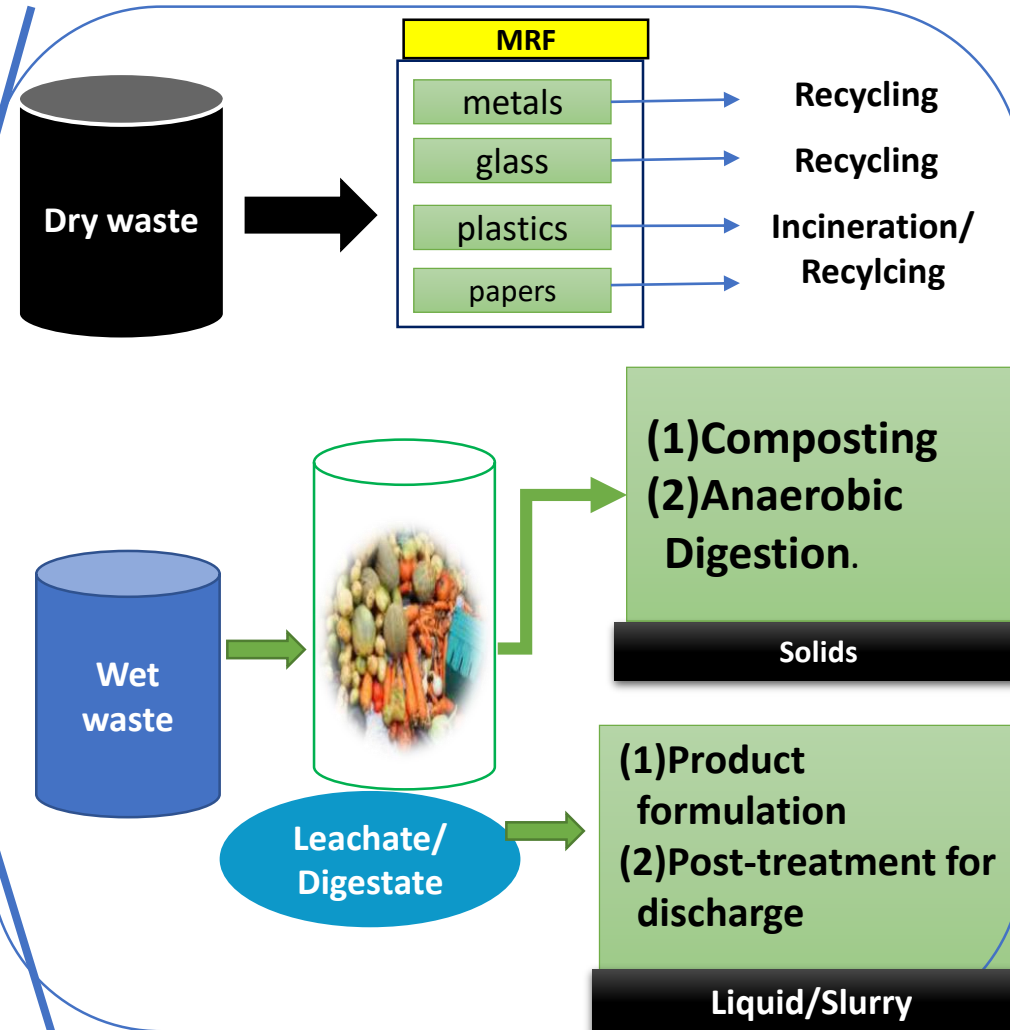 MRF
Dry waste
metals
Recycling
glass
Recycling
plastics
Incineration/
Recylcing
papers
Wet
waste
(1)Composting
(2)Anaerobic
Digestion.
Solids
Leachate/
Digestate
(1)Product
formulation
(2)Post-treatment for
discharge
Liquid/Slurry